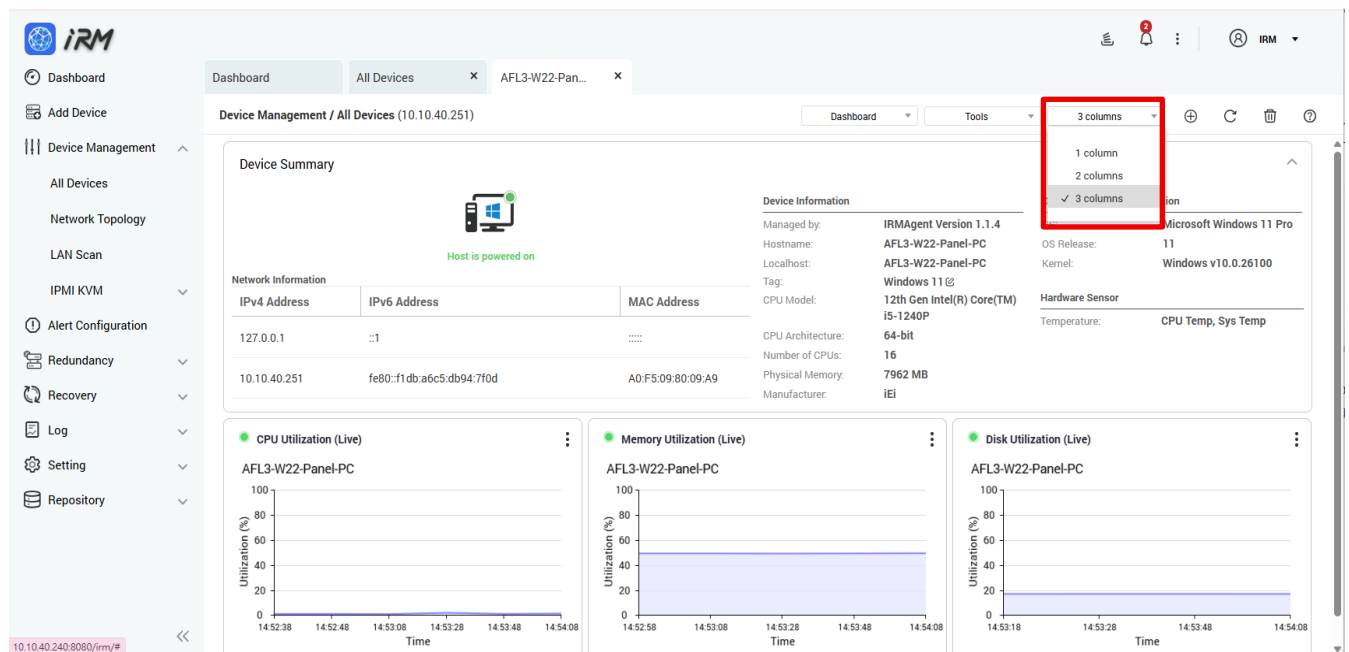 iRM
2
IRM
Dashboard
Add Device
Device Management
All Devices
Network Topology
LAN Scan
IPMI KVM
Alert Configuration
Redundancy
Recovery
Log
Setting
Repository
10.10.40.240:8080/irm/#
Dashboard
All Devices ×
AFL3-W22-Pan... ×
Device Management / All Devices (10.10.40.251)
Dashboard
Tools
3 columns
1 column
2 columns
✓ 3 columns
Device Summary
Host is powered on
Network Information
IPv4 Address IPv6 Address MAC Address
127.0.0.1 ::1 :::::
10.10.40.251 fe80::f1db:a6c5:db94:7f0d A0:F5:09:80:09:A9
Device Information
Managed by: IRMAgent Version 1.1.4
Hostname: AFL3-W22-Panel-PC
Localhost: AFL3-W22-Panel-PC
Tag: Windows 11
CPU Model: 12th Gen Intel(R) Core(TM)
i5-1240P
CPU Architecture: 64-bit
Number of CPUs: 16
Physical Memory: 7962 MB
Manufacturer: iEi
ion
Microsoft Windows 11 Pro
OS Release: 11
Kernel: Windows v10.0.26100
Hardware Sensor
Temperature: CPU Temp, Sys Temp
CPU Utilization (Live)
AFL3-W22-Panel-PC
Utilization (%)
100
80
60
40
20
0
14:52:38 14:52:48 14:53:08 14:53:28 14:53:48 14:54:08
Time
Memory Utilization (Live)
AFL3-W22-Panel-PC
Utilization (%)
100
80
60
40
20
0
14:52:58 14:53:08 14:53:28 14:53:48 14:54:08
Time
Disk Utilization (Live)
AFL3-W22-Panel-PC
Utilization (%)
100
80
60
40
20
0
14:53:18 14:53:28 14:53:48 14:54:08
Time